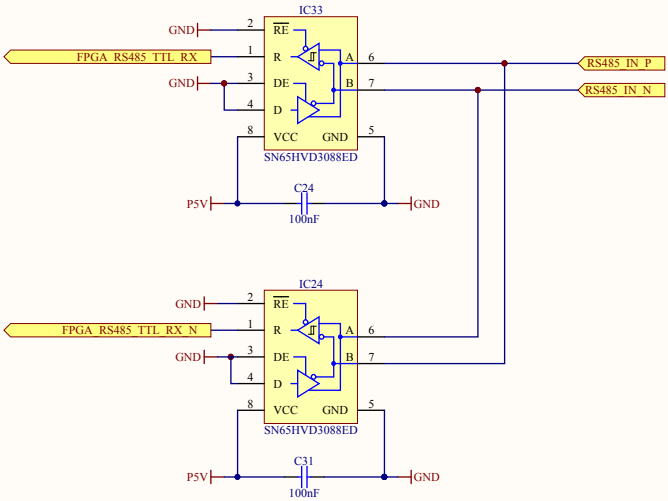 IC33
GND 2 RE
FPGA_RS485_TTL_RX 1 R A 6 RS485_IN_P
GND 3 DE B 7 RS485_IN_N
4 D
8 VCC GND 5
SN65HVD3088ED
C24
P5V GND
100nF
IC24
GND 2 RE
FPGA_RS485_TTL_RX_N 1 R A 6
GND 3 DE B 7
4 D
8 VCC GND 5
SN65HVD3088ED
C31
P5V GND
100nF